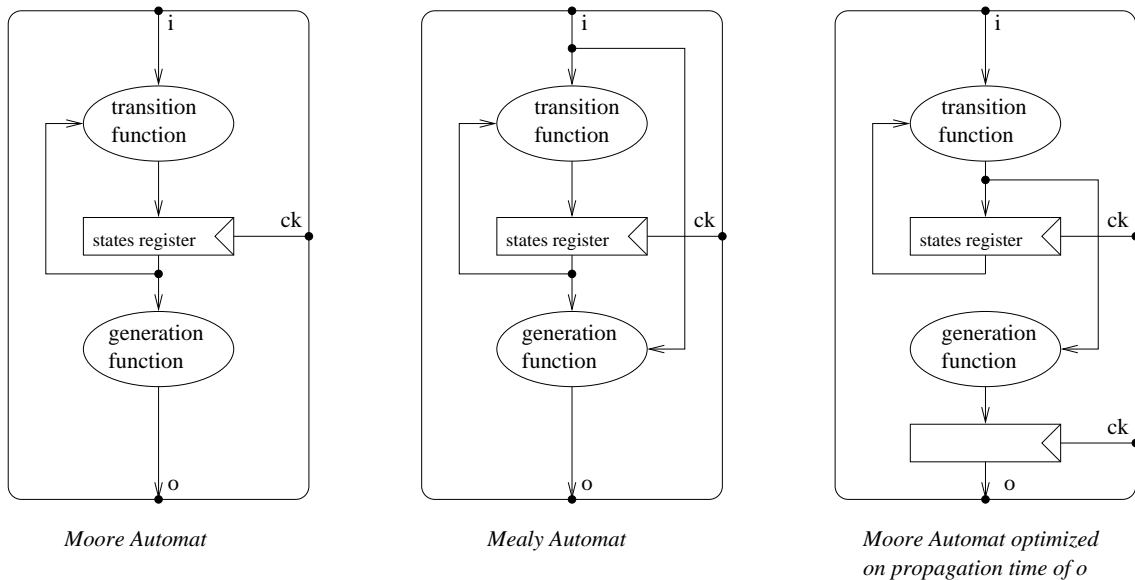 i
transition
function
ck
states register
generation
function
o
Moore Automat
i
transition
function
ck
states register
generation
function
o
Mealy Automat
i
transition
function
ck
states register
generation
function
ck
o
Moore Automat optimized
on propagation time of o